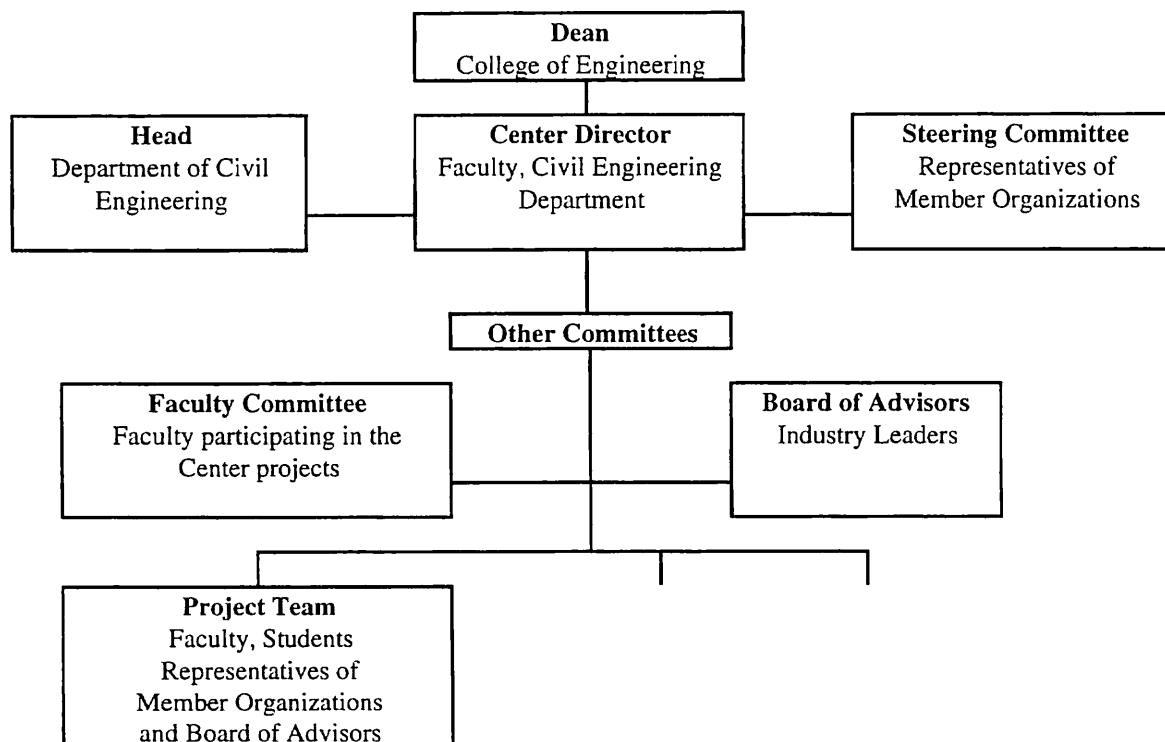 Dean
College of Engineering
Head
Department of Civil
Engineering
Center Director
Faculty, Civil Engineering
Department
Steering Committee
Representatives of
Member Organizations
Other Committees
Faculty Committee
Faculty participating in the
Center projects
Board of Advisors
Industry Leaders
Project Team
Faculty, Students
Representatives of
Member Organizations
and Board of Advisors